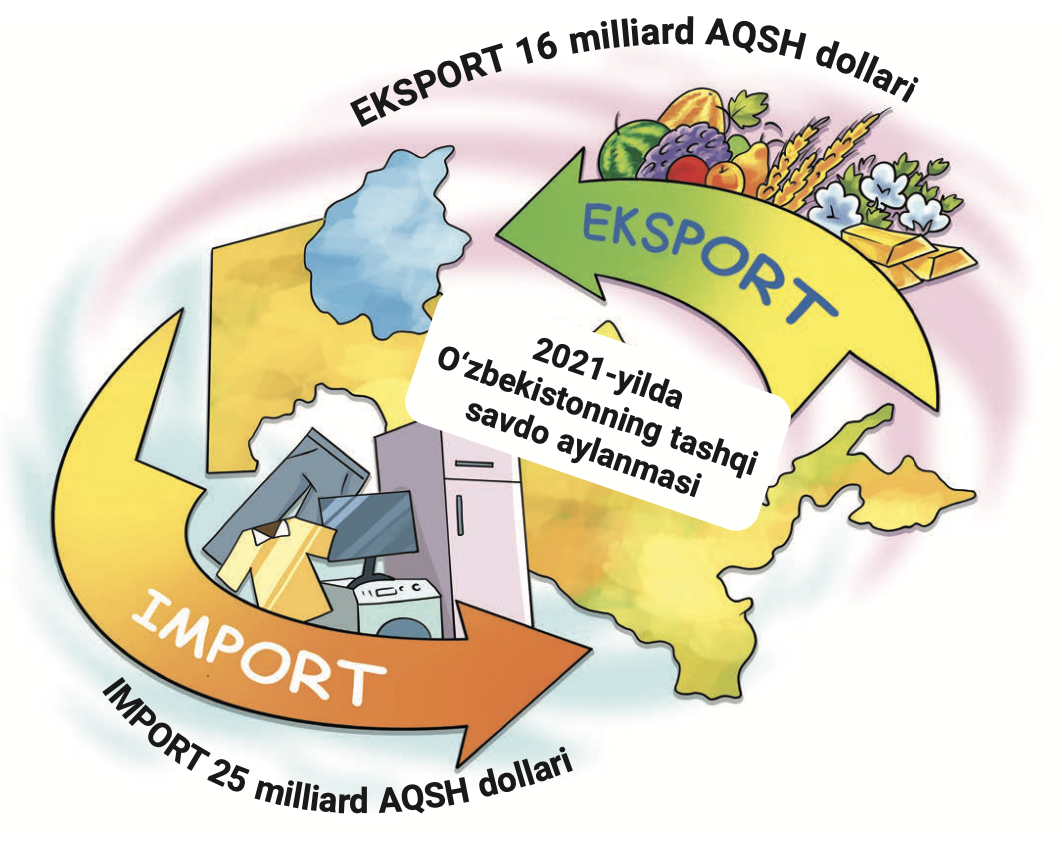 EKSPORT 16 milliard AQSH dollari
EKSPORT
2021-yilda
O‘zbekistonning tashqi
savdo aylanmasi
IMPORT
IMPORT 25 milliard AQSH dollari